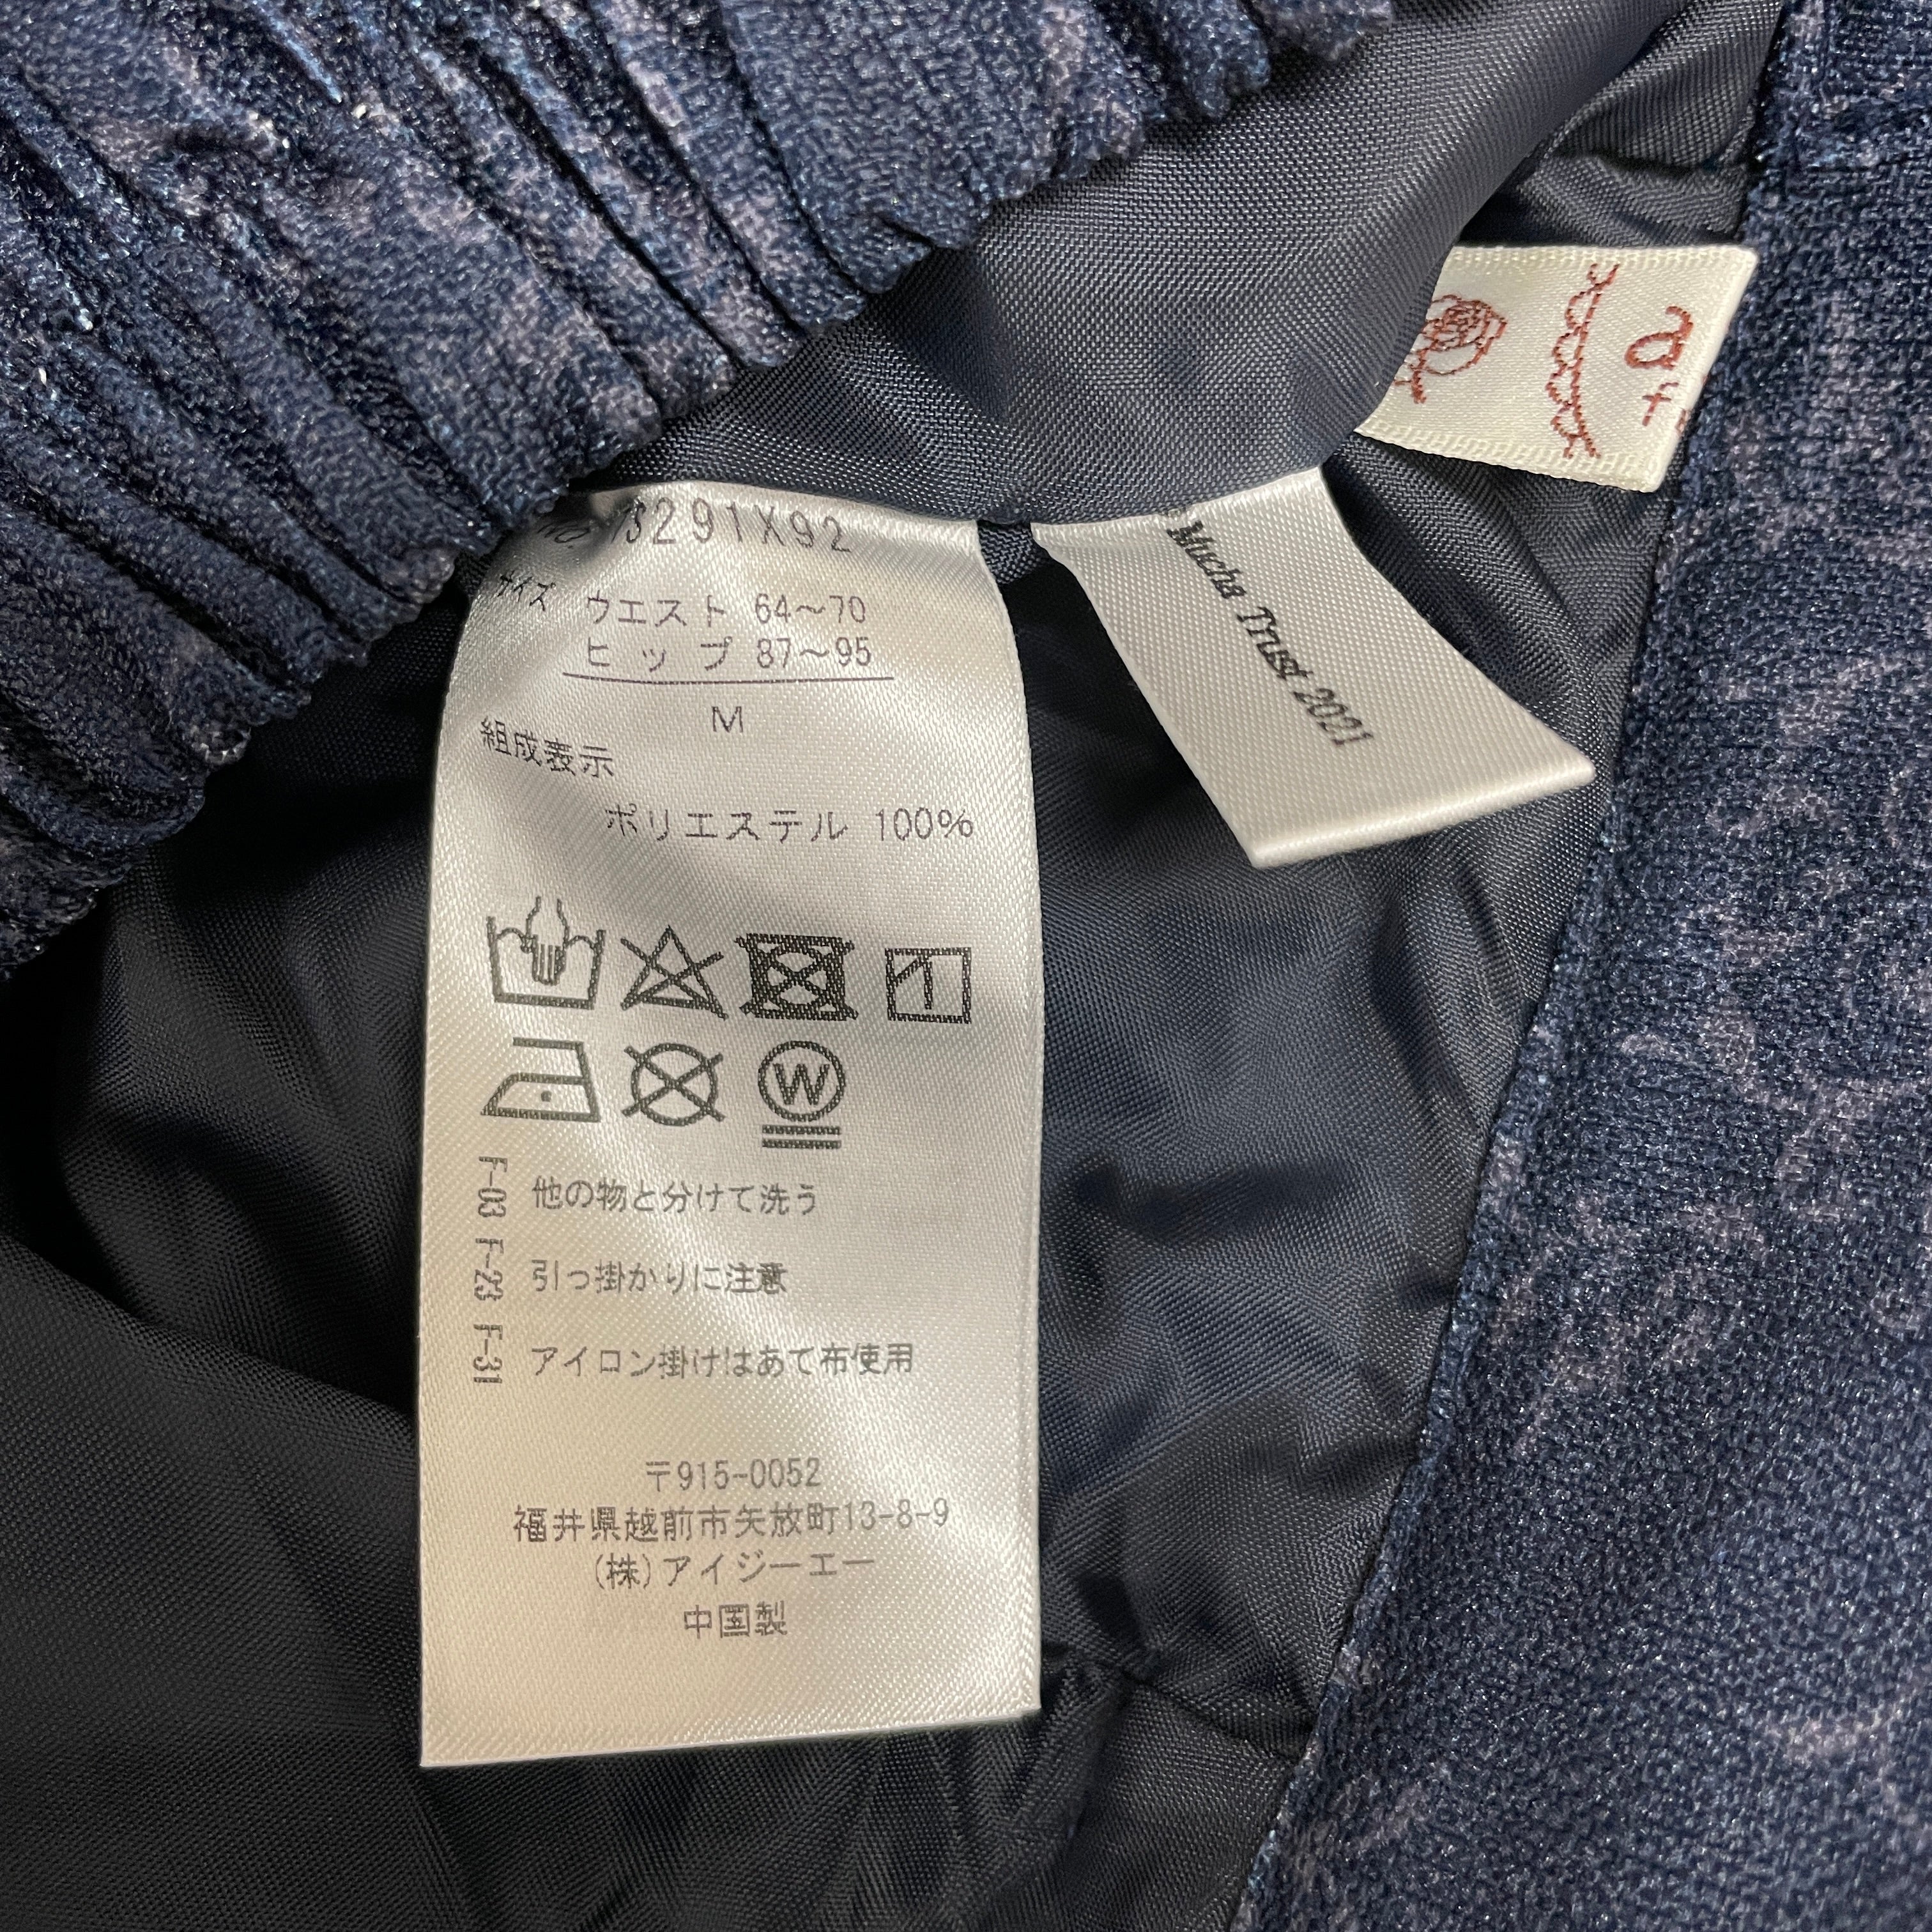 3291X92
サイズ
ウエスト 64～70
ヒップ 87～95
M
組成表示
ポリエステル 100%
W
F-03 他の物と分けて洗う
F-23 引っ掛かりに注意
F-31 アイロン掛けはあて布使用
〒915-0052
福井県越前市矢放町13-8-9
(株)アイジーエー
中国製
Mucha Trust 2021
a